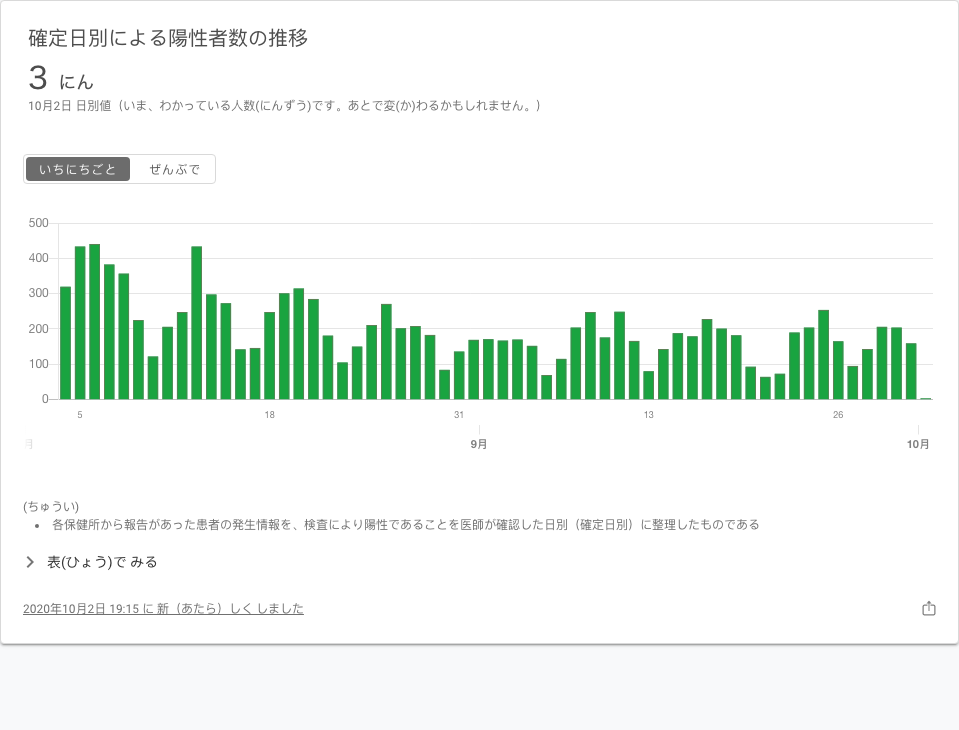 確定日別による陽性者数の推移
3 にん
10月2日 日別値（いま、わかっている人数(にんずう)です。あとで変(か)わるかもしれません。）
いちにちごと ぜんぶで
500
400
300
200
100
0
5 18 31 13 26
月 9月 10月
(ちゅうい)
• 各保健所から報告があった患者の発生情報を、検査により陽性であることを医師が確認した日別（確定日別）に整理したものである
表(ひょう)で みる
2020年10月2日 19:15 に 新（あたら）しく しました